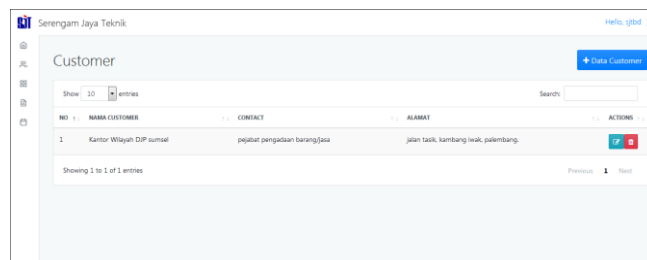 SJT Serengam Jaya Teknik Hello, sjtbd
Customer + Data Customer
Show 10 entries Search:
NO NAMA CUSTOMER CONTACT ALAMAT ACTIONS
1 Kantor Wilayah DJP sumsel pejabat pengadaan barang/jasa jalan tasik, kambang iwak, palembang.
Showing 1 to 1 of 1 entries Previous 1 Next